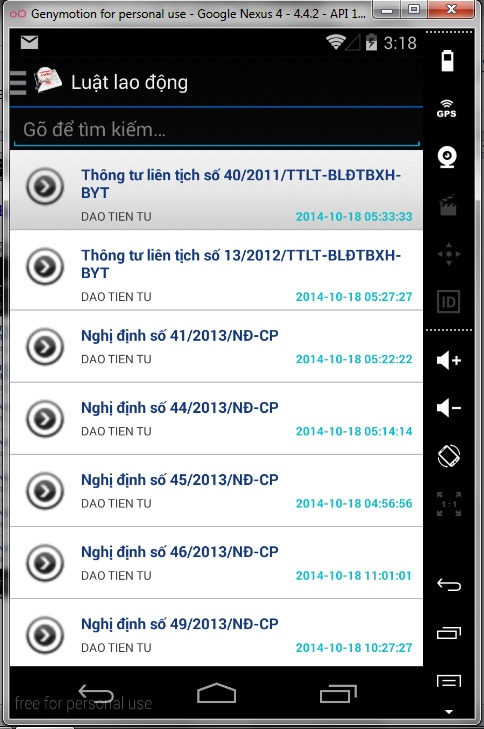 Genymotion for personal use - Google Nexus 4 - 4.4.2 - API 1...
3:18
Luật lao động
Gõ để tìm kiếm...
Thông tư liên tịch số 40/2011/TTLT-BLĐTBXH-
BYT
DAO TIEN TU
2014-10-18 05:33:33
Thông tư liên tịch số 13/2012/TTLT-BLĐTBXH-
BYT
DAO TIEN TU
2014-10-18 05:27:27
Nghị định số 41/2013/NĐ-CP
DAO TIEN TU
2014-10-18 05:22:22
Nghị định số 44/2013/NĐ-CP
DAO TIEN TU
2014-10-18 05:14:14
Nghị định số 45/2013/NĐ-CP
DAO TIEN TU
2014-10-18 04:56:56
Nghị định số 46/2013/NĐ-CP
DAO TIEN TU
2014-10-18 11:01:01
Nghị định số 49/2013/NĐ-CP
DAO TIEN TU
2014-10-18 10:27:27
free for personal use
GPS
ID
1:1